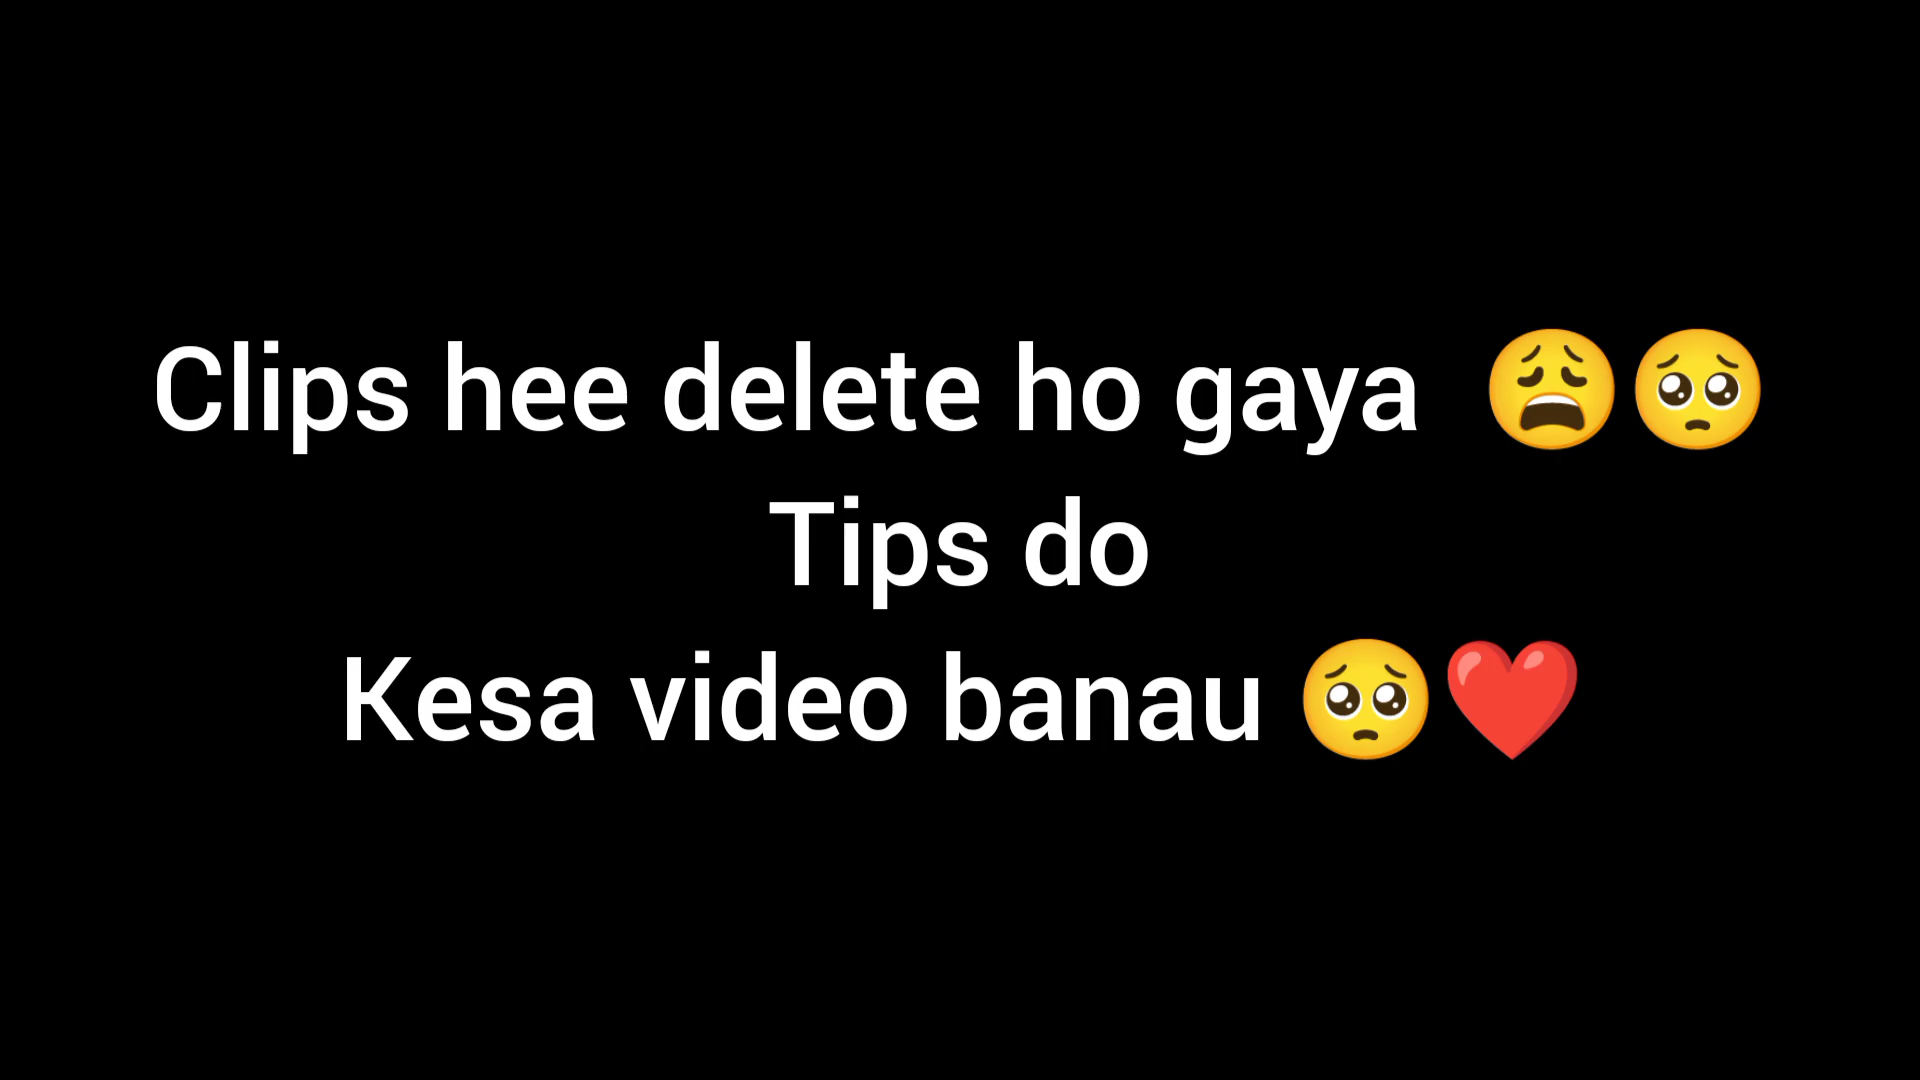 Clips hee delete ho gaya 😩🥺
Tips do
Kesa video banau 🥺❤️